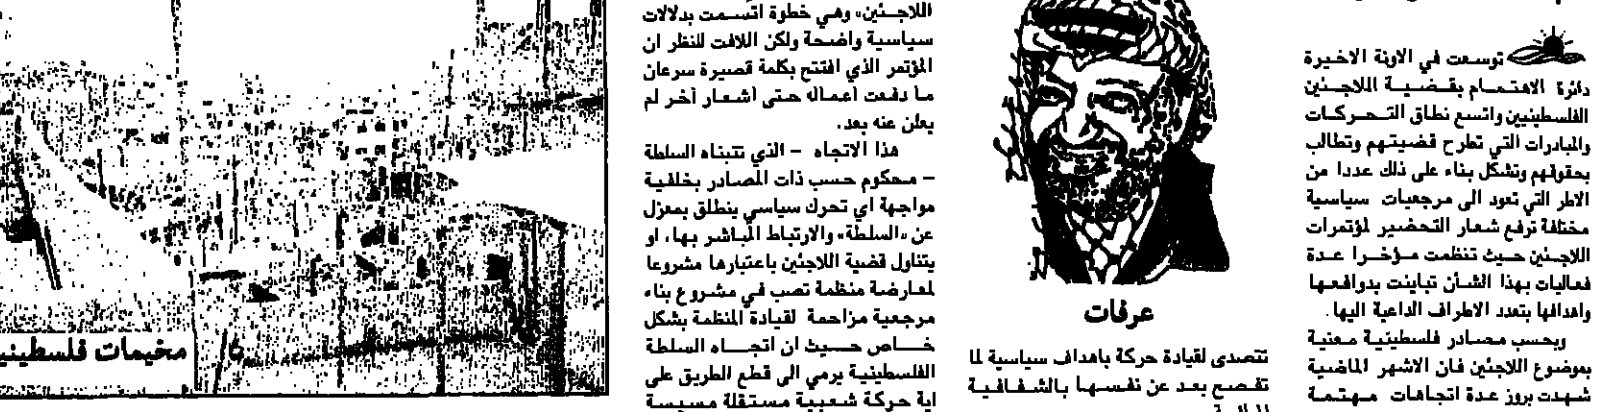 توسعت في الاونة الاخيرة
دائرة الاهتمام بقضية اللاجئين
الفلسطينيين واتسع نطاق التحركات
والمبادرات التي تطرح قضيتهم وتطالب
بحقوقهم وتشكل بناء على ذلك عددا من
الاطر التي تعود الى مرجعيات سياسية
مختلفة ترفع شعار التحضير لمؤتمرات
اللاجئين حيث تنظمت مؤخرا عدة
فعاليات بهذا الشأن تباينت بدوافعها
واهدافها بتعدد الاطراف الداعية اليها.
وبحسب مصادر فلسطينية معنية
بموضوع اللاجئين فان الاشهر الماضية
شهدت بروز عدة اتجاهات مهتمة
عرفات
تتصدى لقيادة حركة باهداف سياسية لا
تفصح بعد عن نفسها بالشفافية
اللاجئين» وهي خطوة اتسمت بدلالات
سياسية واضحة ولكن اللافت للنظر ان
المؤتمر الذي افتتح بكلمة قصيرة سرعان
ما دفعت اعماله حتى اشعار آخر لم
يعلن عنه بعد.
هذا الاتجاه - الذي تتبناه السلطة
- محكوم حسب ذات المصادر بخلفية
مواجهة اي تحرك سياسي ينطلق بمعزل
عن «السلطة» والارتباط المباشر بها، او
يتناول قضية اللاجئين باعتبارها مشروعا
لمعارضة منظمة تصب في مشروع بناء
مرجعية مزاحمة لقيادة المنظمة بشكل
خاص حيث ان اتجاه السلطة
الفلسطينية يرمي الى قطع الطريق على
اية حركة شعبية مستقلة مسيسة
مخيمات